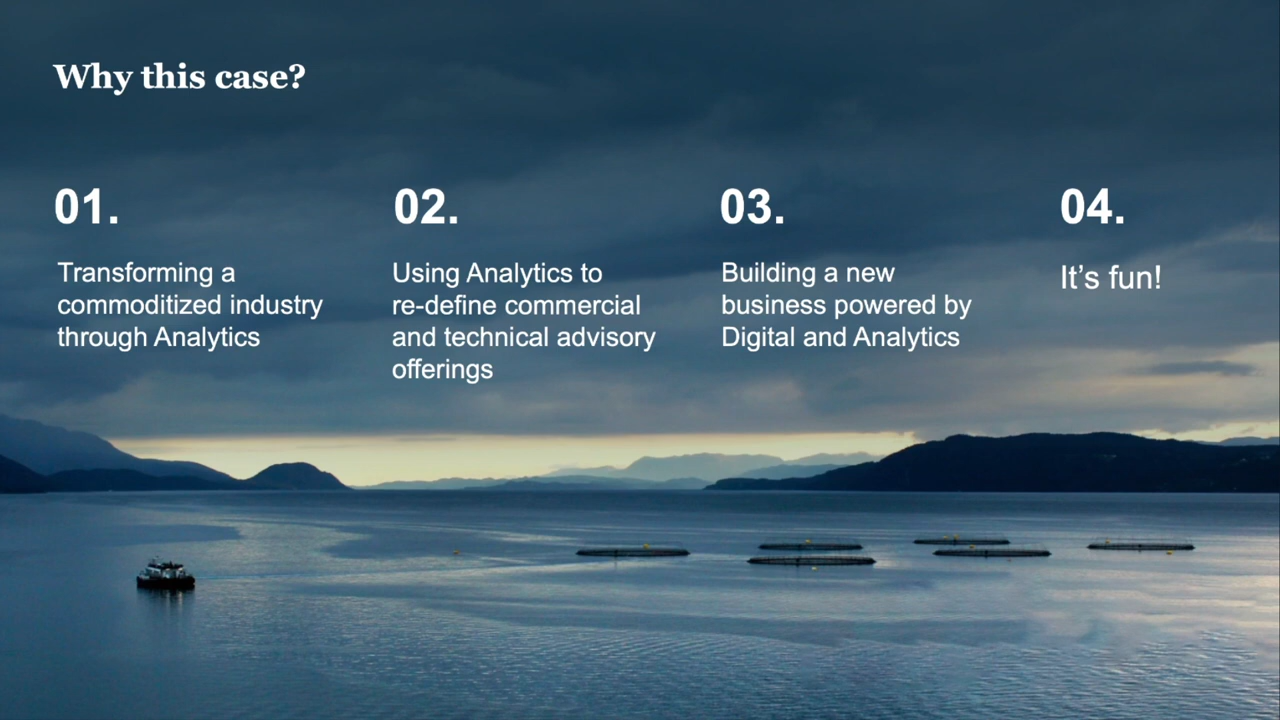 Why this case?
01.
Transforming a
commoditized industry
through Analytics
02.
Using Analytics to
re-define commercial
and technical advisory
offerings
03.
Building a new
business powered by
Digital and Analytics
04.
It’s fun!